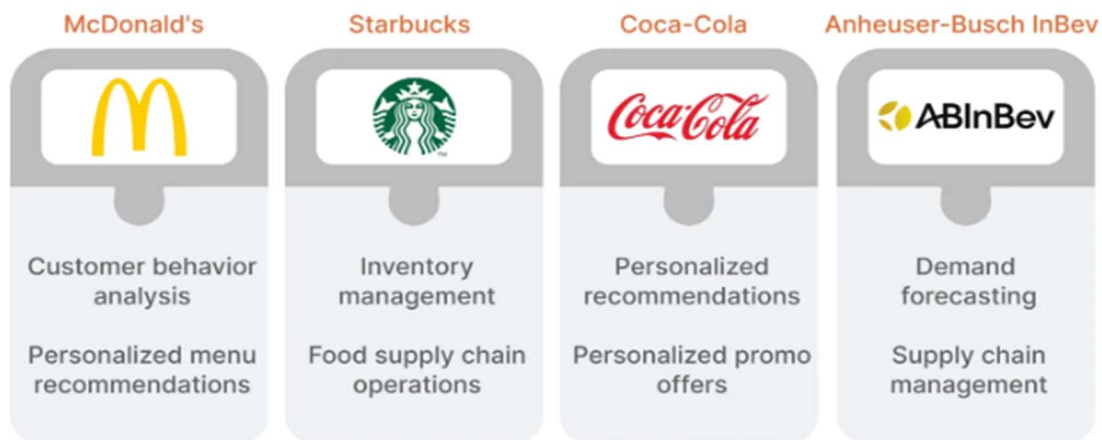 McDonald's
Starbucks
Coca-Cola
Anheuser-Busch InBev
Coca-Cola
ABInBev
TM
Customer behavior
analysis
Personalized menu
recommendations
Inventory
management
Food supply chain
operations
Personalized
recommendations
Personalized promo
offers
Demand
forecasting
Supply chain
management